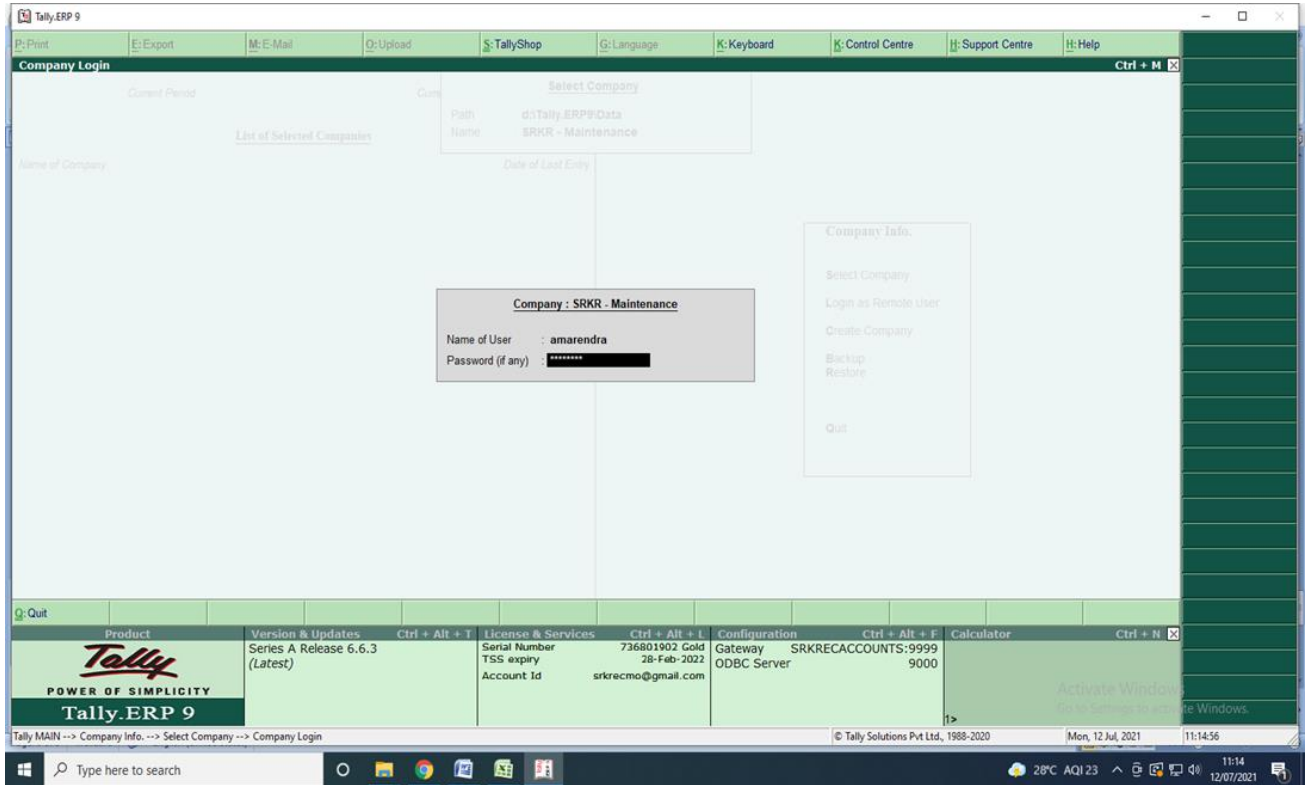 Tally.ERP 9
P: Print E: Export M: E-Mail O: Upload S: TallyShop G: Language K: Keyboard K: Control Centre H: Support Centre H: Help
Company Login Ctrl + M
Current Period
Select Company
Path d:\Tally.ERP9\Data
Name SRKR - Maintenance
List of Selected Companies
Name of Company Date of Last Entry
Company Info.
Select Company
Login as Remote User
Create Company
Backup
Restore
Quit
Company : SRKR - Maintenance
Name of User : amarendra
Password (if any) : ********
Q: Quit
Product
Tally
POWER OF SIMPLICITY
Tally.ERP 9
Version & Updates Ctrl + Alt + T
Series A Release 6.6.3
(Latest)
License & Services Ctrl + Alt + L
Serial Number 736801902 Gold
TSS expiry 28-Feb-2022
Account Id srkrecmo@gmail.com
Configuration Ctrl + Alt + F
Gateway SRKRECACCOUNTS:9999
ODBC Server 9000
Calculator Ctrl + N
1>
Activate Windows
Go to Settings to activate Windows.
Tally MAIN --> Company Info. --> Select Company --> Company Login © Tally Solutions Pvt Ltd., 1988-2020 Mon, 12 Jul, 2021 11:14:56
Type here to search 28°C AQI 23 11:14
12/07/2021